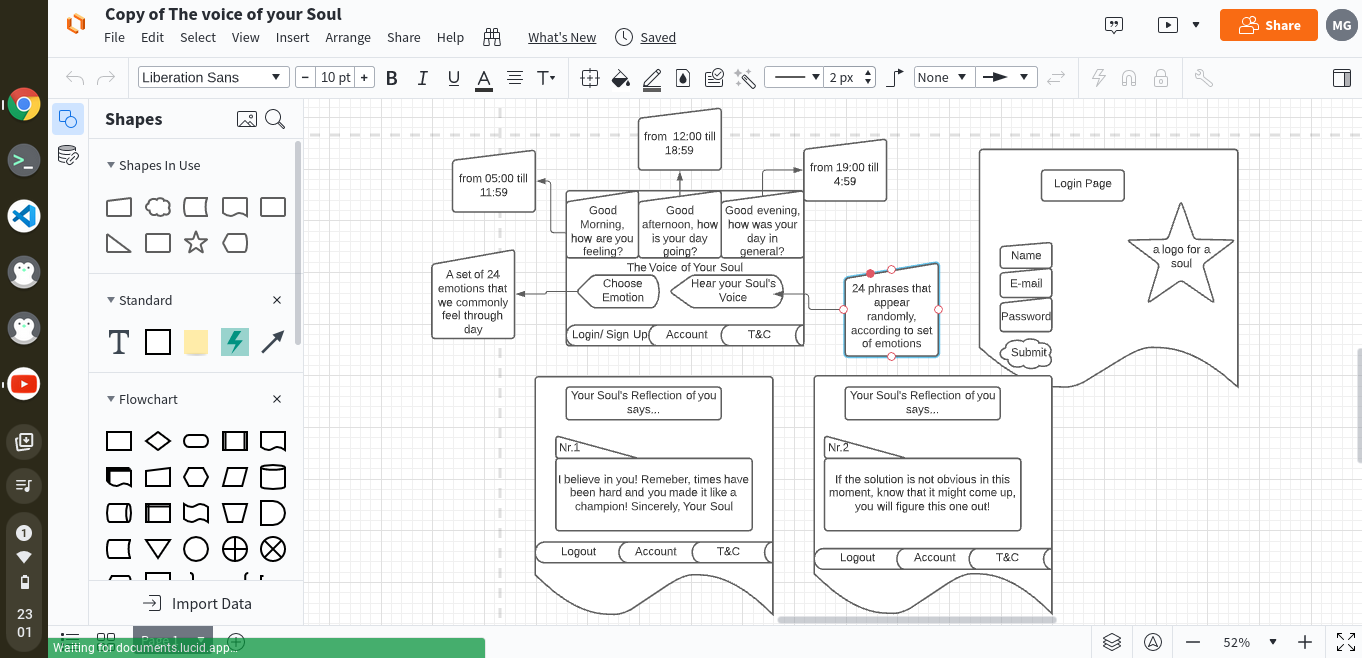 Copy of The voice of your Soul
File Edit Select View Insert Arrange Share Help What's New Saved
Share
MG
Liberation Sans
− 10 pt +
B I U A T
2 px
None
Shapes
Shapes In Use
Standard
T
Flowchart
Import Data
from 12:00 till
18:59
from 05:00 till
11:59
from 19:00 till
4:59
Good
Morning,
how are you
feeling?
Good
afternoon, how
is your day
going?
Good evening,
how was your
day in
general?
The Voice of Your Soul
Choose
Emotion
Hear your Soul's
Voice
Login/ Sign Up
Account
T&C
A set of 24
emotions that
we commonly
feel through
day
24 phrases that
appear
randomly,
according to set
of emotions
Login Page
a logo for a
soul
Name
E-mail
Password
Submit
Your Soul's Reflection of you
says...
Nr.1
I believe in you! Remeber, times have
been hard and you made it like a
champion! Sincerely, Your Soul
Logout
Account
T&C
Your Soul's Reflection of you
says...
Nr.2
If the solution is not obvious in this
moment, know that it might come up,
you will figure this one out!
Logout
Account
T&C
1
23
01
Page 1
Waiting for documents.lucid.app...
52%